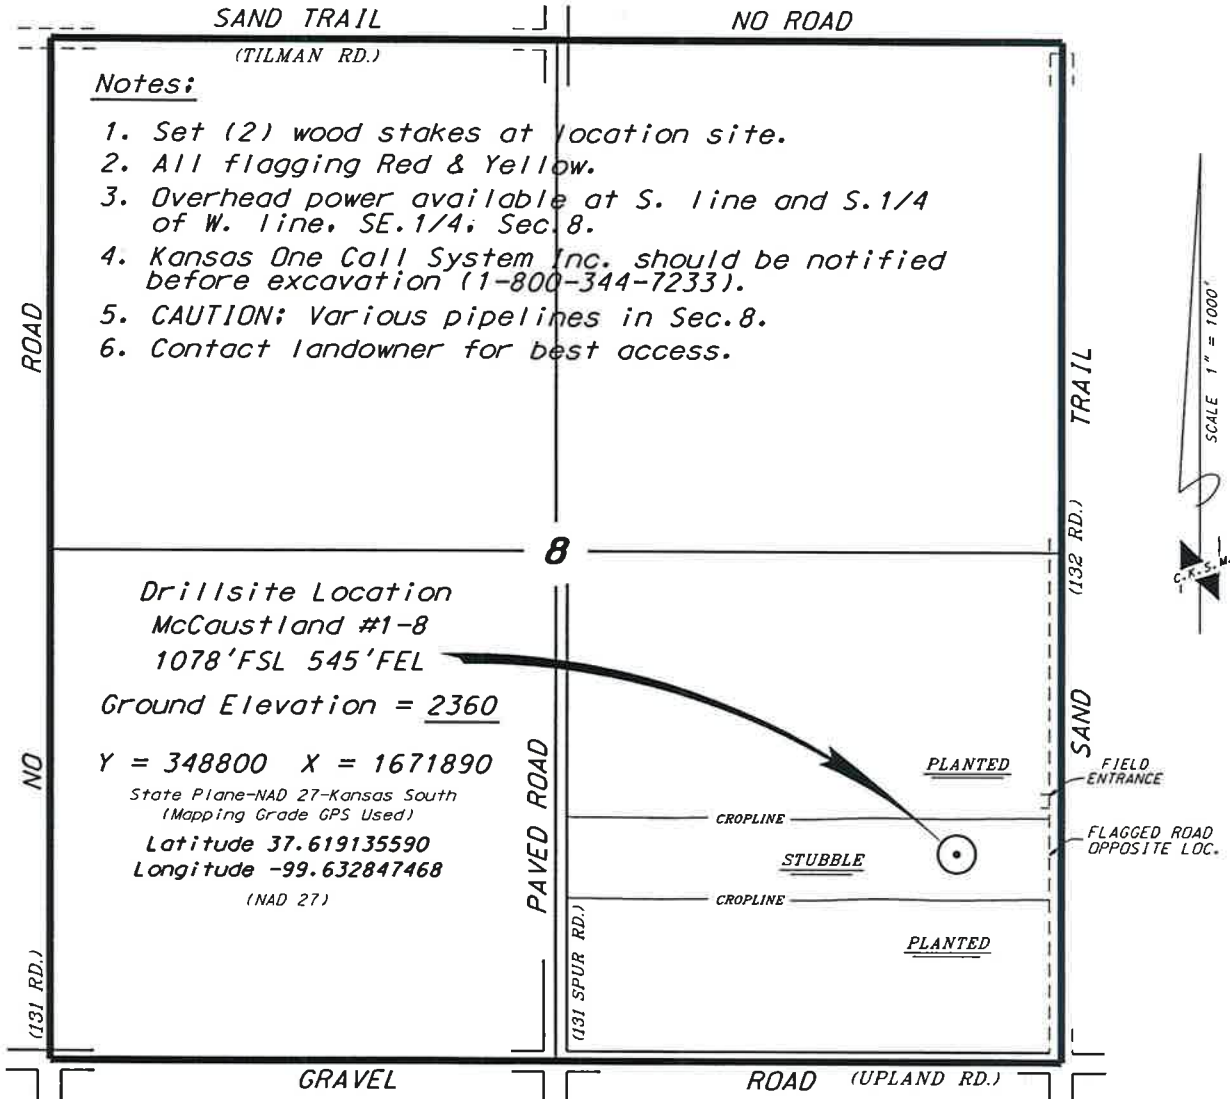 SAND TRAIL
NO ROAD
(TILMAN RD.)
Notes:
1. Set (2) wood stakes at location site.
2. All flagging Red & Yellow.
3. Overhead power available at S. line and S.1/4
of W. line, SE.1/4, Sec.8.
4. Kansas One Call System Inc. should be notified
before excavation (1-800-344-7233).
5. CAUTION: Various pipelines in Sec.8.
6. Contact landowner for best access.
ROAD
TRAIL
SCALE 1" = 1000'
(132 RD.)
8
C.K.S.M.
Drillsite Location
McCaustland #1-8
1078'FSL 545'FEL
Ground Elevation = 2360
Y = 348800 X = 1671890
State Plane-NAD 27-Kansas South
(Mapping Grade GPS Used)
Latitude 37.619135590
Longitude -99.632847468
(NAD 27)
NO
PAVED ROAD
SAND
PLANTED
FIELD
ENTRANCE
CROPLINE
FLAGGED ROAD
OPPOSITE LOC.
STUBBLE
CROPLINE
PLANTED
(131 RD.)
(131 SPUR RD.)
GRAVEL
ROAD (UPLAND RD.)